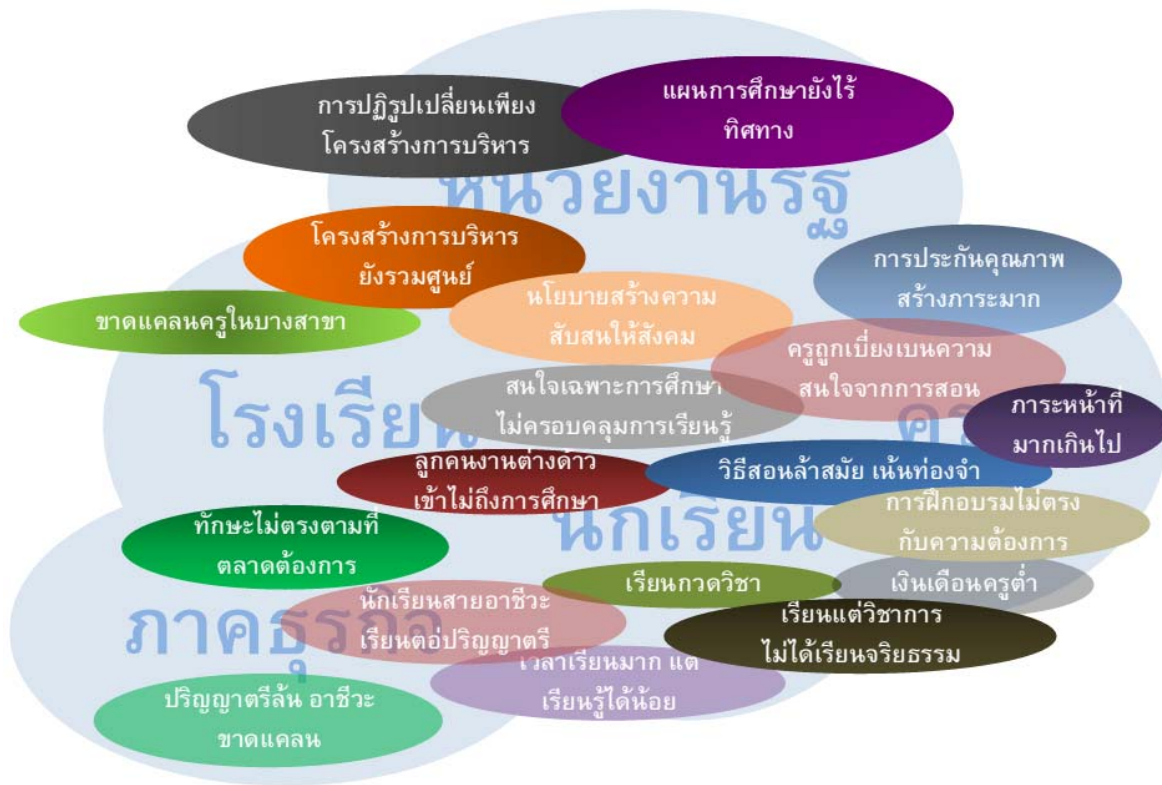 การปฏิรูปเปลี่ยนเพียง
โครงสร้างการบริหาร
แผนการศึกษายังไร้
ทิศทาง
หน่วยงานรัฐ
โครงสร้างการบริหาร
ยังรวมศูนย์
การประกันคุณภาพ
สร้างภาระมาก
ขาดแคลนครูในบางสาขา
นโยบายสร้างความ
สับสนให้สังคม
ครูถูกเบี่ยงเบนความ
สนใจจากการสอน
โรงเรียน
สนใจเฉพาะการศึกษา
ไม่ครอบคลุมการเรียนรู้
ภาระหน้าที่
มากเกินไป
ลูกคนงานต่างด้าว
เข้าไม่ถึงการศึกษา
วิธีสอนล้าสมัย เน้นท่องจำ
นักเรียน
การฝึกอบรมไม่ตรง
กับความต้องการ
ทักษะไม่ตรงตามที่
ตลาดต้องการ
เรียนกวดวิชา
เงินเดือนครูต่ำ
ภาคธุรกิจ
นักเรียนสายอาชีวะ
เรียนตอ่ปริญญาตรี
เรียนแต่วิชาการ
ไม่ได้เรียนจริยธรรม
เวลาเรียนมาก แต่
เรียนรู้ได้น้อย
ปริญญาตรีล้น อาชีวะ
ขาดแคลน